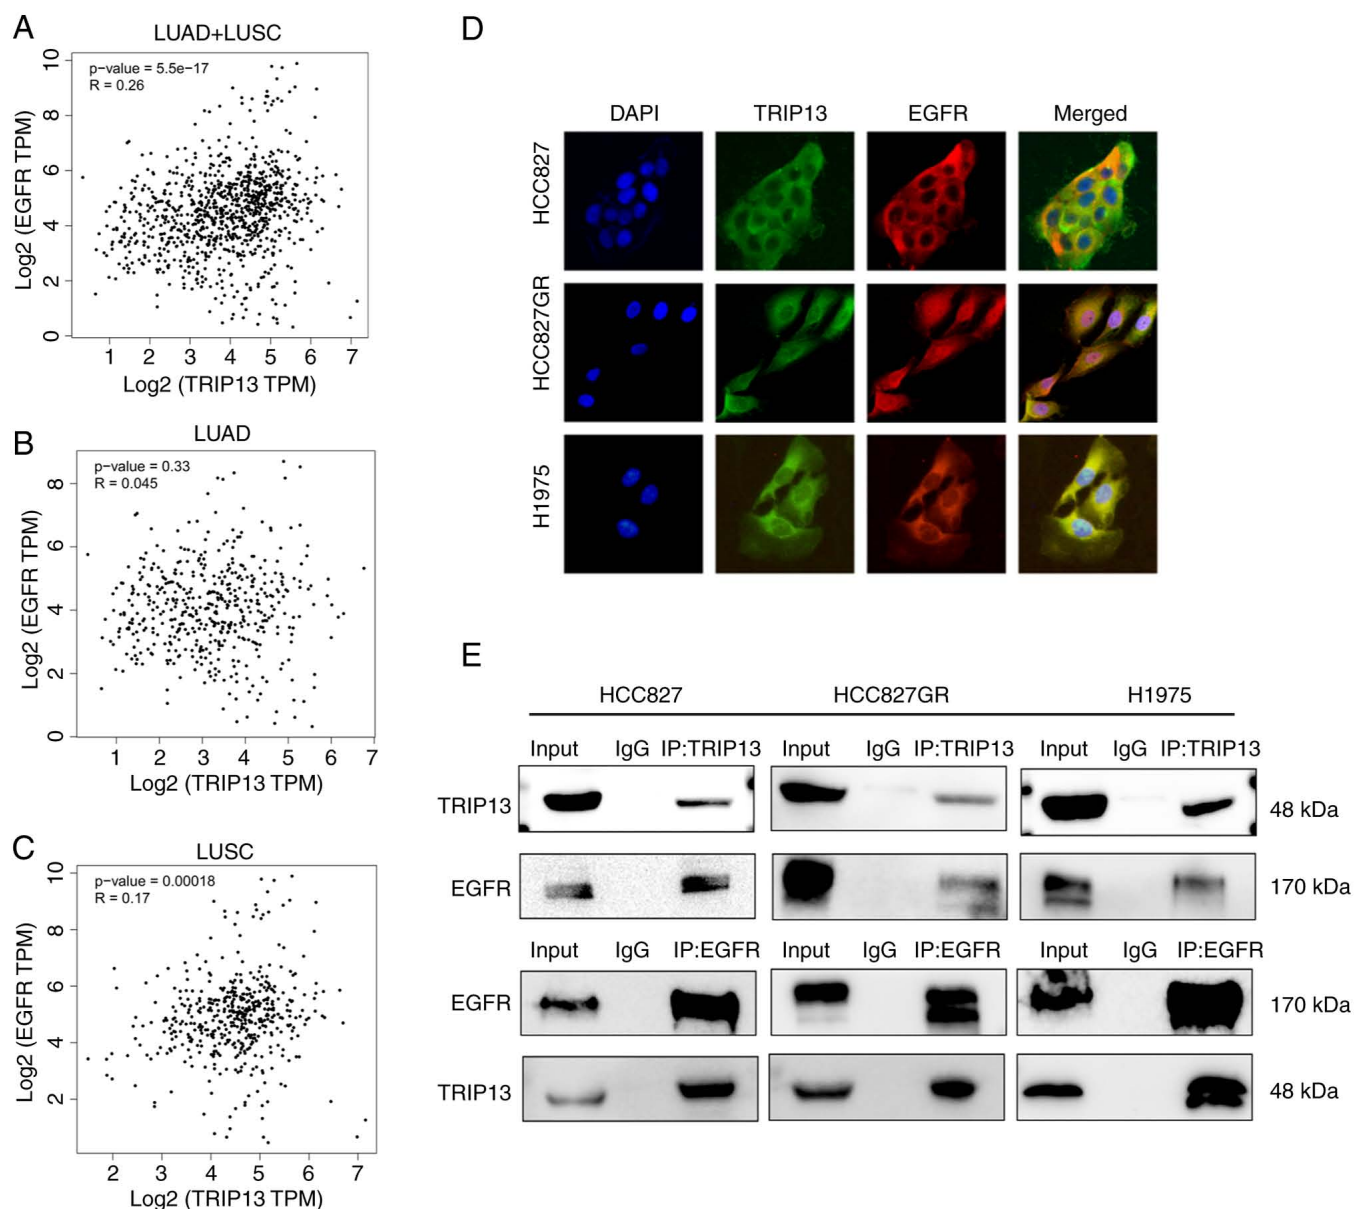 A
LUAD+LUSC
p−value = 5.5e−17
R = 0.26
Log2 (EGFR TPM)
0 2 4 6 8 10
1 2 3 4 5 6 7
Log2 (TRIP13 TPM)
B
LUAD
p−value = 0.33
R = 0.045
Log2 (EGFR TPM)
0 2 4 6 8
1 2 3 4 5 6 7
Log2 (TRIP13 TPM)
C
LUSC
p−value = 0.00018
R = 0.17
Log2 (EGFR TPM)
2 4 6 8 10
2 3 4 5 6 7
Log2 (TRIP13 TPM)
D
DAPI TRIP13 EGFR Merged
HCC827
HCC827GR
H1975
E
HCC827 HCC827GR H1975
Input IgG IP:TRIP13 Input IgG IP:TRIP13 Input IgG IP:TRIP13
TRIP13 48 kDa
EGFR 170 kDa
Input IgG IP:EGFR Input IgG IP:EGFR Input IgG IP:EGFR
EGFR 170 kDa
TRIP13 48 kDa